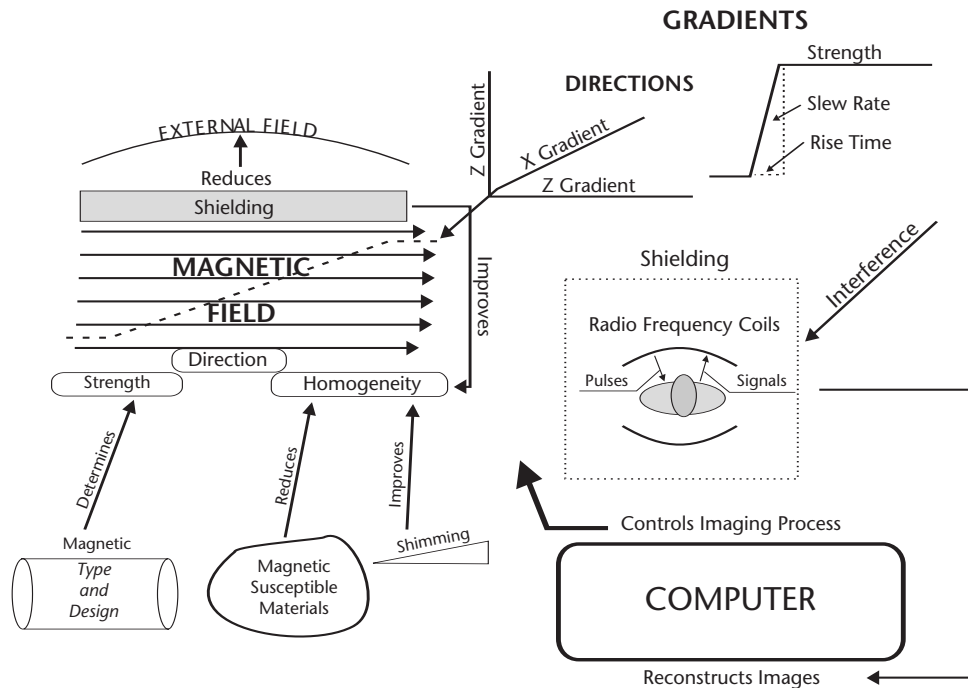 GRADIENTS
DIRECTIONS
Strength
Slew Rate
Rise Time
Z Gradient
X Gradient
Z Gradient
EXTERNAL FIELD
Reduces
Shielding
MAGNETIC
FIELD
Improves
Direction
Strength
Homogeneity
Determines
Reduces
Improves
Magnetic
Type
and
Design
Magnetic
Susceptible
Materials
Shimming
Shielding
Interference
Radio Frequency Coils
Pulses
Signals
Controls Imaging Process
COMPUTER
Reconstructs Images